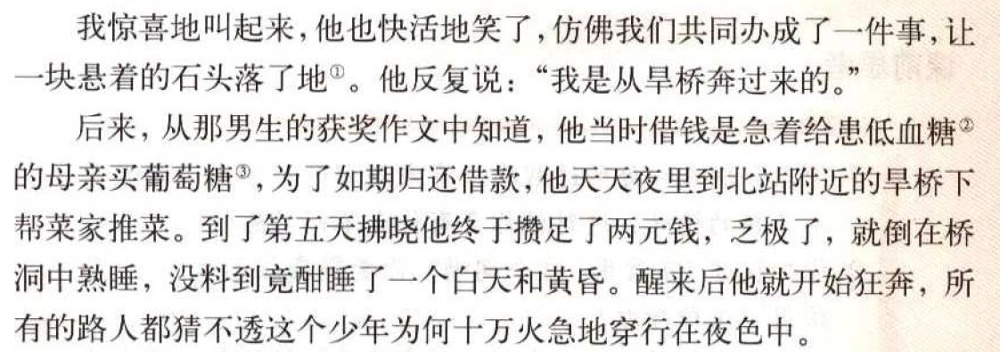 我惊喜地叫起来，他也快活地笑了，仿佛我们共同办成了一件事，让
一块悬着的石头落了地①。他反复说：“我是从旱桥奔过来的。”
后来，从那男生的获奖作文中知道，他当时借钱是急着给患低血糖②
的母亲买葡萄糖③，为了如期归还借款，他天天夜里到北站附近的旱桥下
帮菜家推菜。到了第五天拂晓他终于攒足了两元钱，乏极了，就倒在桥
洞中熟睡，没料到竟酣睡了一个白天和黄昏。醒来后他就开始狂奔，所
有的路人都猜不透这个少年为何十万火急地穿行在夜色中。